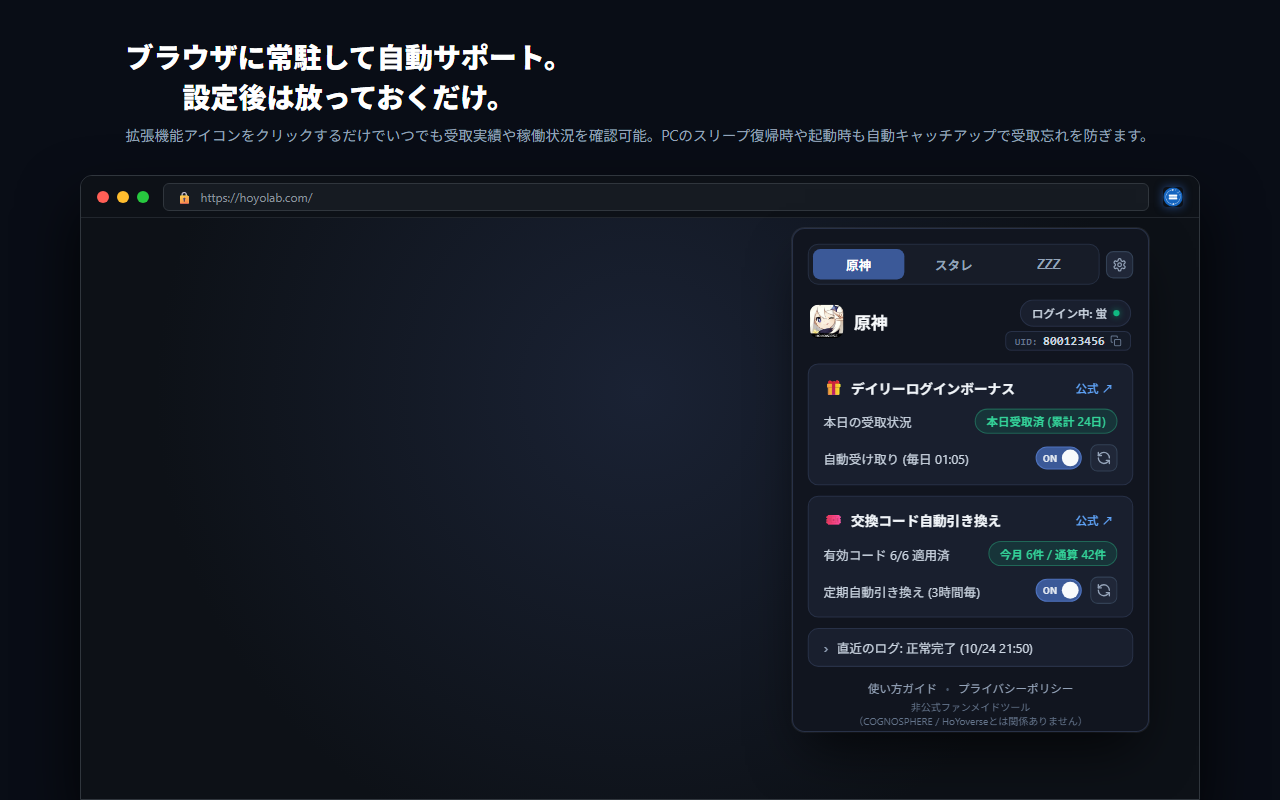 ブラウザに常駐して自動サポート。
設定後は放っておくだけ。
拡張機能アイコンをクリックするだけでいつでも受取実績や稼働状況を確認可能。PCのスリープ復帰時や起動時も自動キャッチアップで受取忘れを防ぎます。
https://hoyolab.com/
原神 スタレ ZZZ
原神
ログイン中: 蛍
UID: 800123456
デイリーログインボーナス 公式 ↗
本日の受取状況 本日受取済 (累計 24日)
自動受け取り (毎日 01:05) ON
交換コード自動引き換え 公式 ↗
有効コード 6/6 適用済 今月 6件 / 通算 42件
定期自動引き換え (3時間毎) ON
› 直近のログ: 正常完了 (10/24 21:50)
使い方ガイド • プライバシーポリシー
非公式ファンメイドツール
（COGNOSPHERE / HoYoverseとは関係ありません）